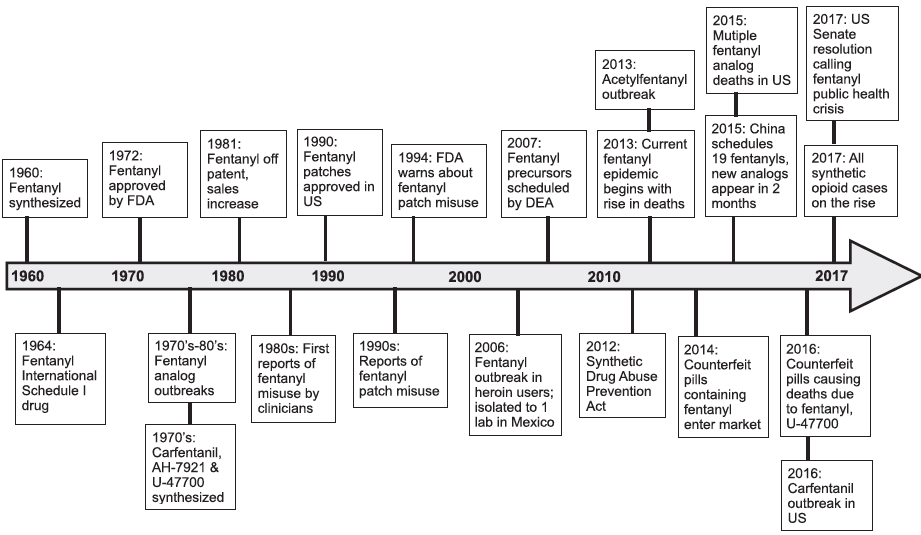 2015:
Mutiple
fentanyl
analog
deaths in US
2017: US
Senate
resolution
calling
fentanyl
public health
crisis
2013:
Acetylfentanyl
outbreak
1960:
Fentanyl
synthesized
1972:
Fentanyl
approved
by FDA
1981:
Fentanyl off
patent,
sales
increase
1990:
Fentanyl
patches
approved in
US
1994: FDA
warns about
fentanyl
patch misuse
2007:
Fentanyl
precursors
scheduled
by DEA
2013: Current
fentanyl
epidemic
begins with
rise in deaths
2015: China
schedules
19 fentanyls,
new analogs
appear in 2
months
2017: All
synthetic
opioid cases
on the rise
1960 1970 1980 1990 2000 2010 2017
1964:
Fentanyl
International
Schedule I
drug
1970's-80's:
Fentanyl
analog
outbreaks
1970's:
Carfentanil,
AH-7921 &
U-47700
synthesized
1980s: First
reports of
fentanyl
misuse by
clinicians
1990s:
Reports of
fentanyl
patch misuse
2006:
Fentanyl
outbreak in
heroin users;
isolated to 1
lab in Mexico
2012:
Synthetic
Drug Abuse
Prevention
Act
2014:
Counterfeit
pills
containing
fentanyl
enter market
2016:
Counterfeit
pills causing
deaths due
to fentanyl,
U-47700
2016:
Carfentanil
outbreak in
US